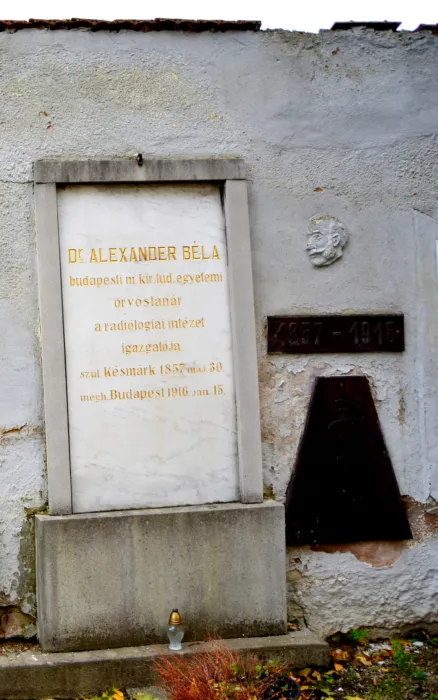 Dr. ALEXANDER BÉLA
budapesti m. kir. tud. egyetemi
orvostanár
a radiológiai intézet
igazgatója
szül. Késmárk 1857 máj. 30.
megh. Budapest 1916. jan. 15.
1857 - 1916